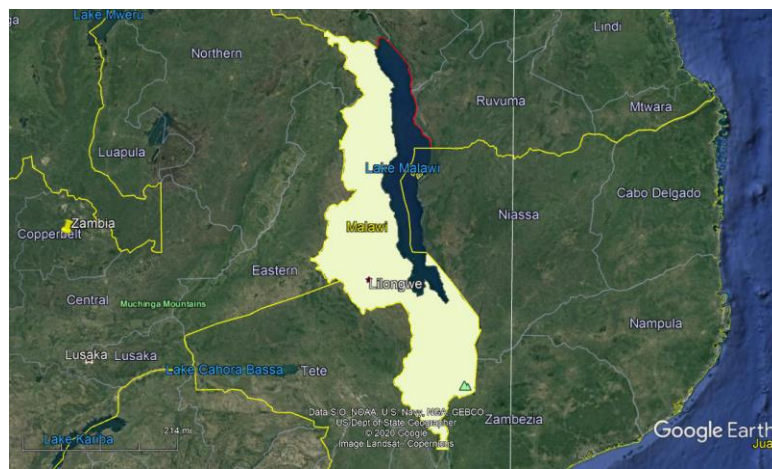 Lake Mweru
Lindi
Northern
Ruvuma
Mtwara
Luapula
Lake Malawi
Cabo Delgado
Niassa
Zambia
Copperbelt
Malawi
Eastern
Lilongwe
Central
Muchinga Mountains
Nampula
Lusaka
Lusaka
Lake Cahora Bassa
Tete
Data SIO, NOAA, U.S. Navy, NGA, GEBCO
US Dept of State Geographer
© 2020 Google
Image Landsat / Copernicus
Zambezia
Google Earth
214 mi
Lake Kariba
Jua